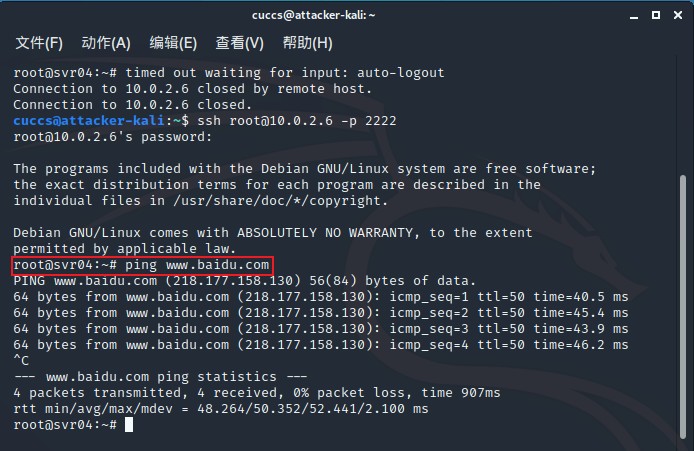 cuccs@attacker-kali: ~
文件(F) 动作(A) 编辑(E) 查看(V) 帮助(H)
root@svr04:~# timed out waiting for input: auto-logout
Connection to 10.0.2.6 closed by remote host.
Connection to 10.0.2.6 closed.
cuccs@attacker-kali:~$ ssh root@10.0.2.6 -p 2222
root@10.0.2.6's password:
The programs included with the Debian GNU/Linux system are free software;
the exact distribution terms for each program are described in the
individual files in /usr/share/doc/*/copyright.
Debian GNU/Linux comes with ABSOLUTELY NO WARRANTY, to the extent
permitted by applicable law.
root@svr04:~# ping www.baidu.com
PING www.baidu.com (218.177.158.130) 56(84) bytes of data.
64 bytes from www.baidu.com (218.177.158.130): icmp_seq=1 ttl=50 time=40.5 ms
64 bytes from www.baidu.com (218.177.158.130): icmp_seq=2 ttl=50 time=45.4 ms
64 bytes from www.baidu.com (218.177.158.130): icmp_seq=3 ttl=50 time=43.9 ms
64 bytes from www.baidu.com (218.177.158.130): icmp_seq=4 ttl=50 time=46.2 ms
^C
--- www.baidu.com ping statistics ---
4 packets transmitted, 4 received, 0% packet loss, time 907ms
rtt min/avg/max/mdev = 48.264/50.352/52.441/2.100 ms
root@svr04:~#